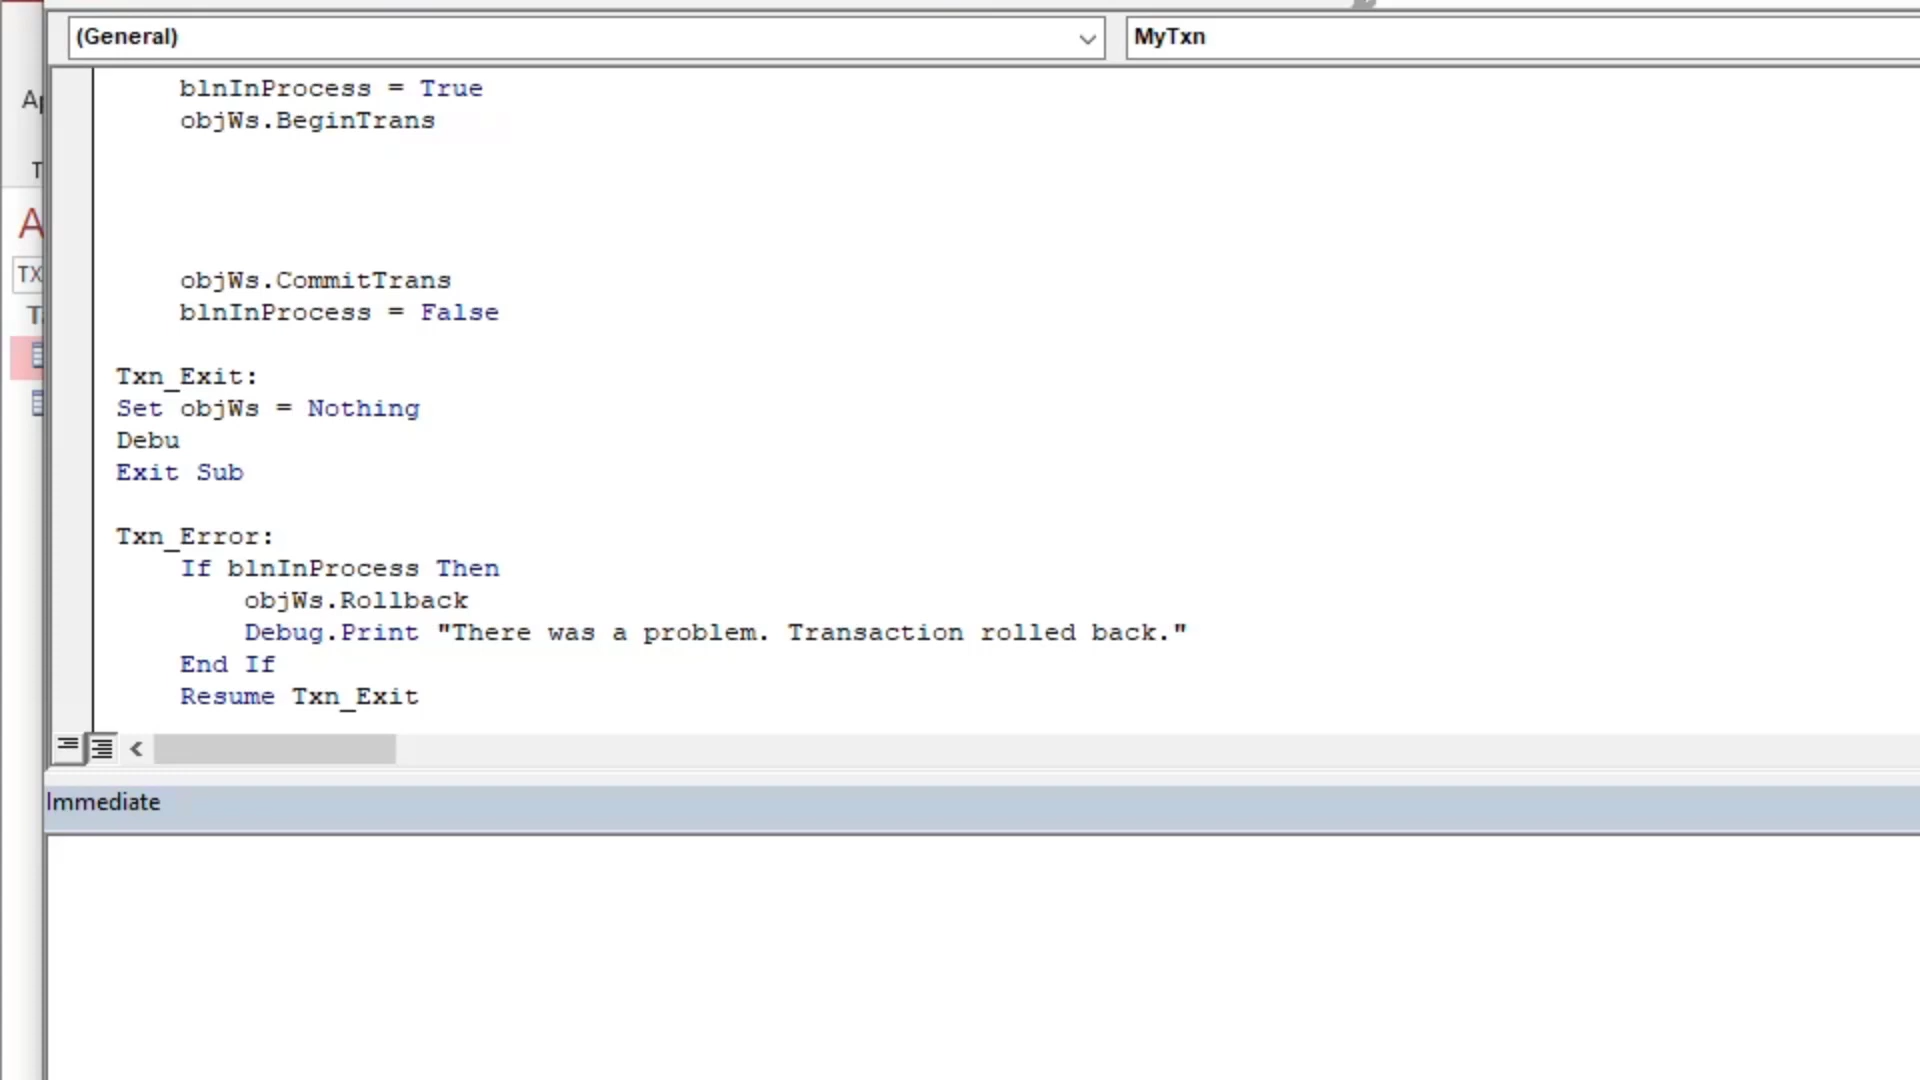 (General)
MyTxn
blnInProcess = True
objWs.BeginTrans
objWs.CommitTrans
blnInProcess = False
Txn_Exit:
Set objWs = Nothing
Debu
Exit Sub
Txn_Error:
If blnInProcess Then
objWs.Rollback
Debug.Print "There was a problem. Transaction rolled back."
End If
Resume Txn_Exit
Immediate